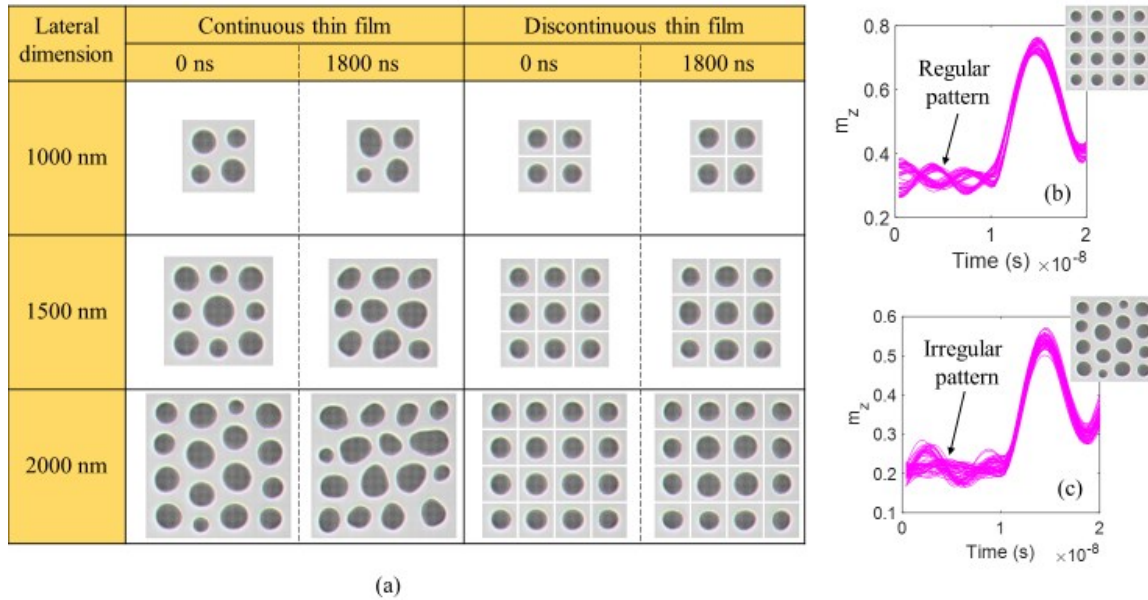 Lateral dimension
Continuous thin film
Discontinuous thin film
0 ns
1800 ns
0 ns
1800 ns
1000 nm
1500 nm
2000 nm
(a)
0.8
0.6
0.4
0.2
m_z
Regular pattern
(b)
0
1
2
Time (s)
×10⁻⁸
0.6
0.5
0.4
0.3
0.2
0.1
m_z
Irregular pattern
(c)
0
1
2
Time (s)
×10⁻⁸